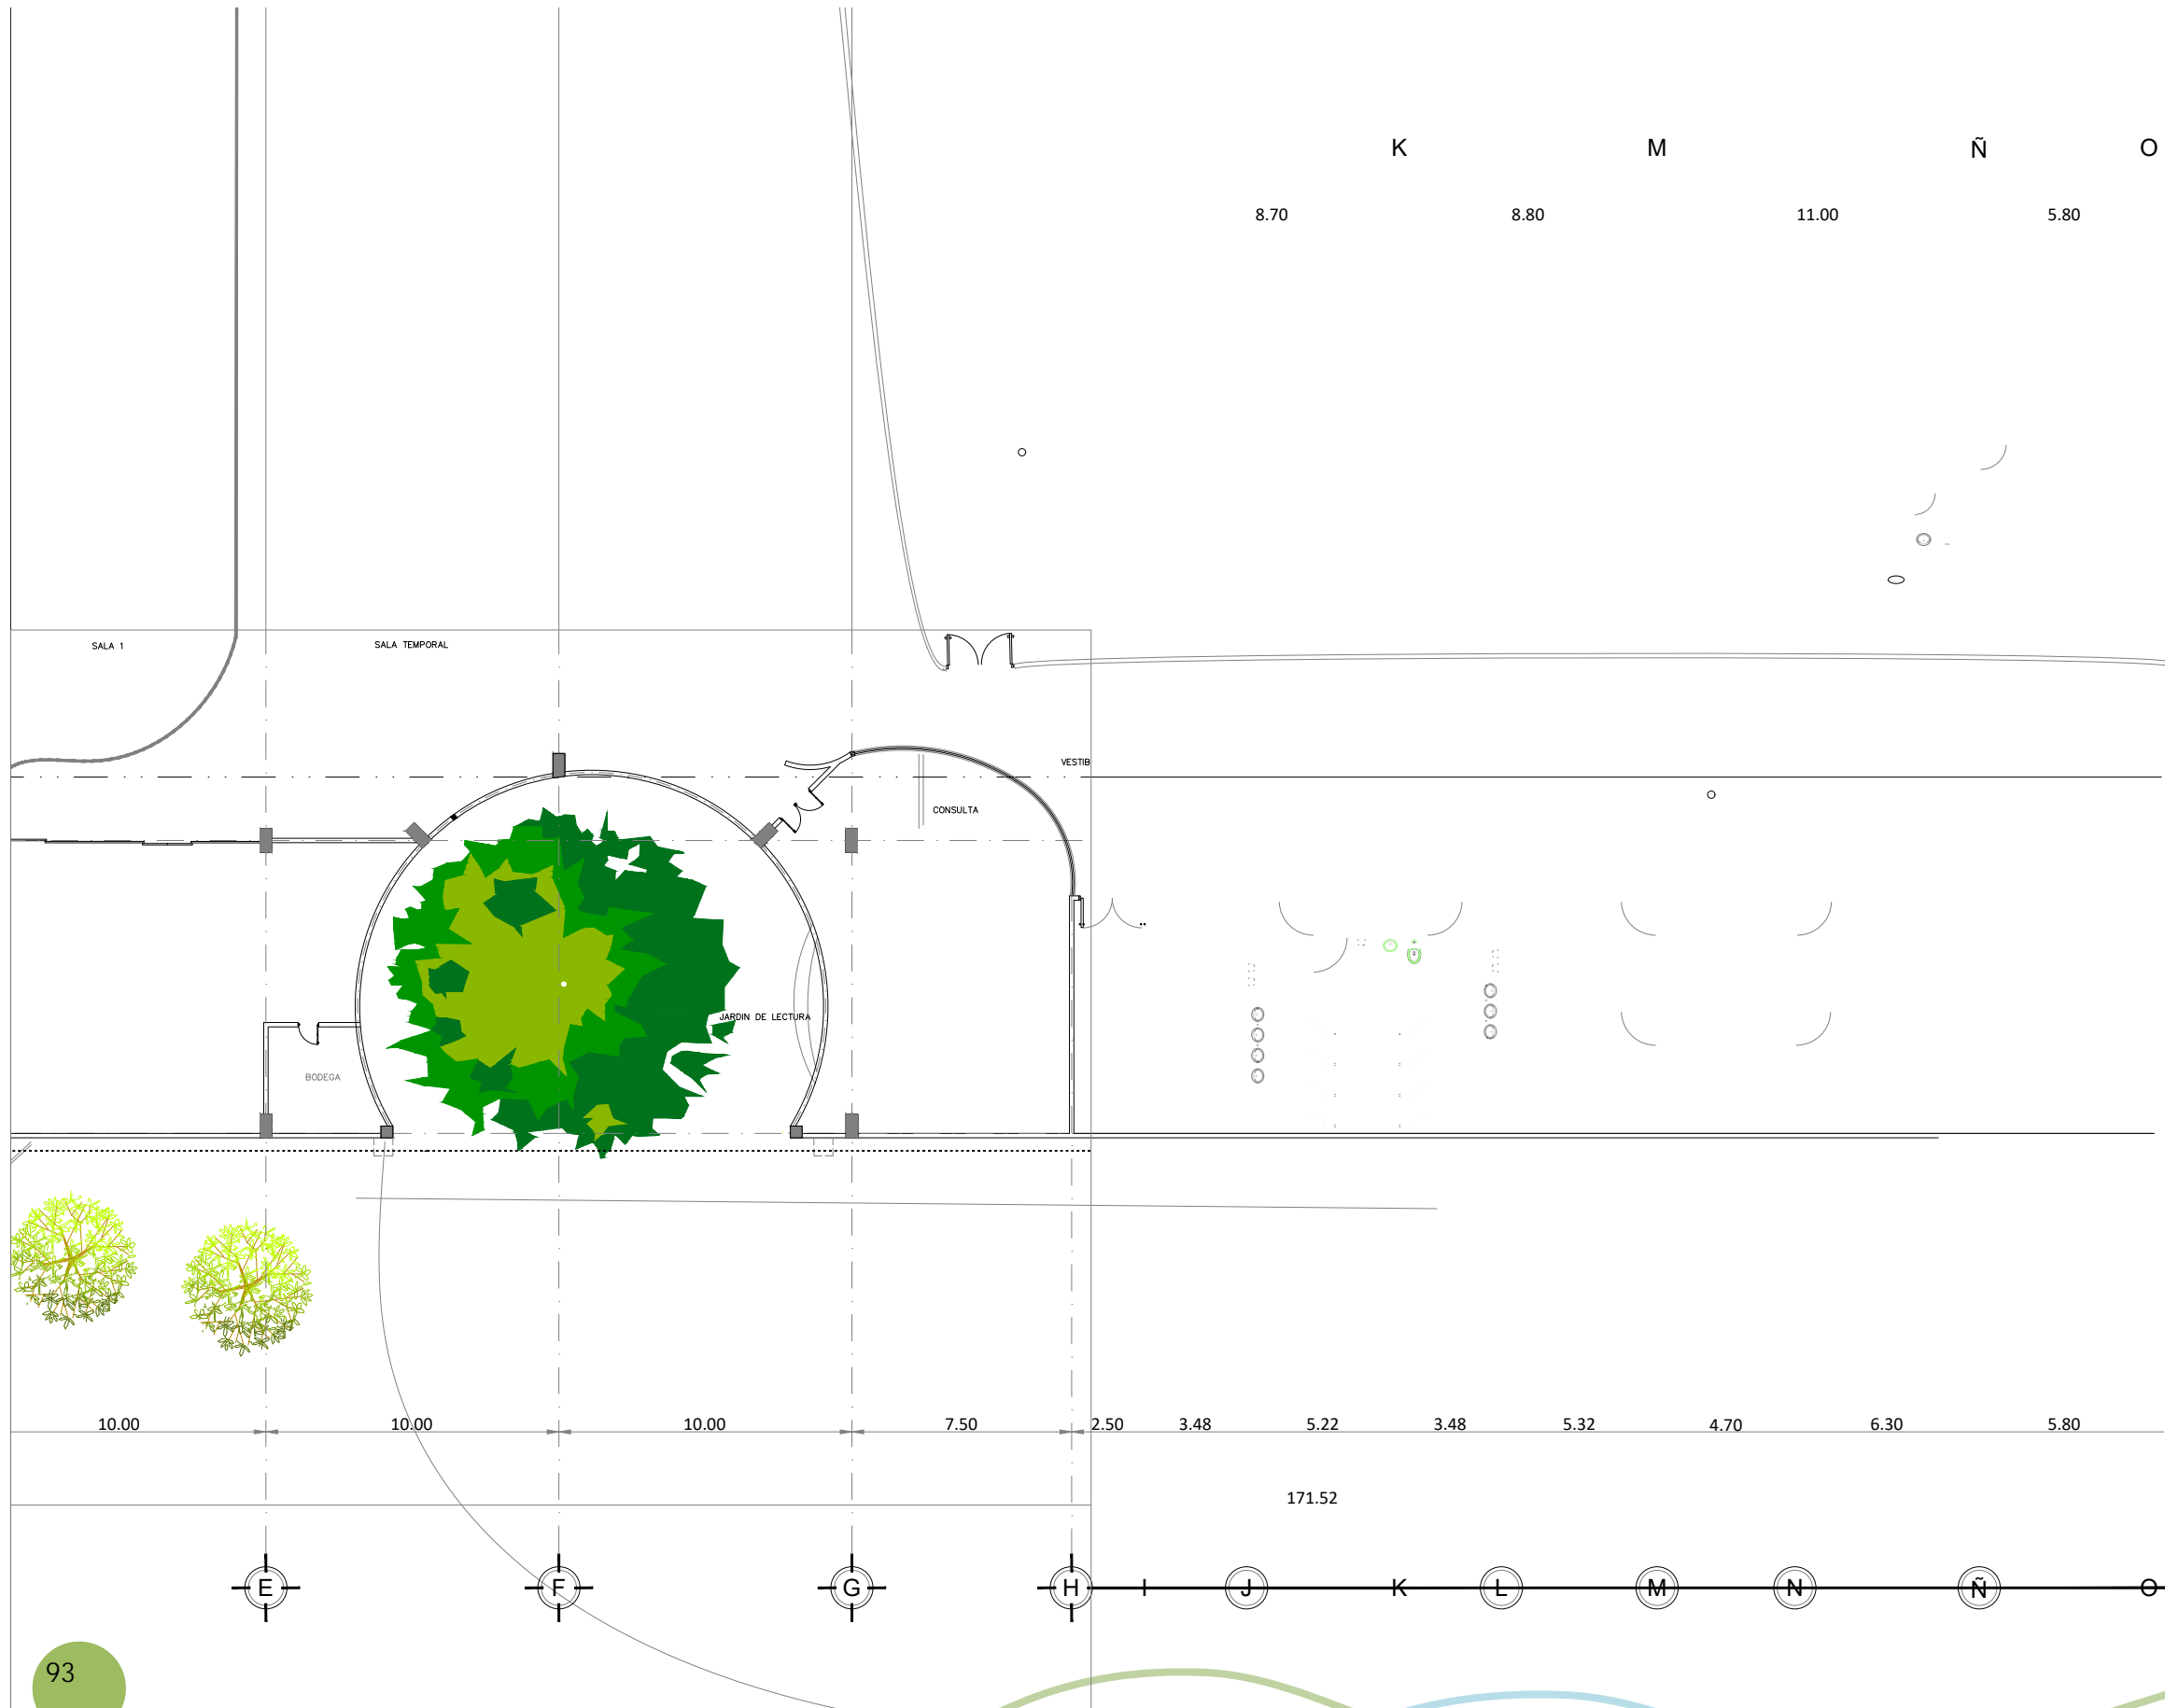 K M Ñ O
8.70 8.80 11.00 5.80
SALA 1 SALA TEMPORAL
VESTIB
CONSULTA
JARDIN DE LECTURA
BODEGA
10.00 10.00 10.00 7.50 2.50 3.48 5.22 3.48 5.32 4.70 6.30 5.80
171.52
E F G H I J K L M N Ñ O
93